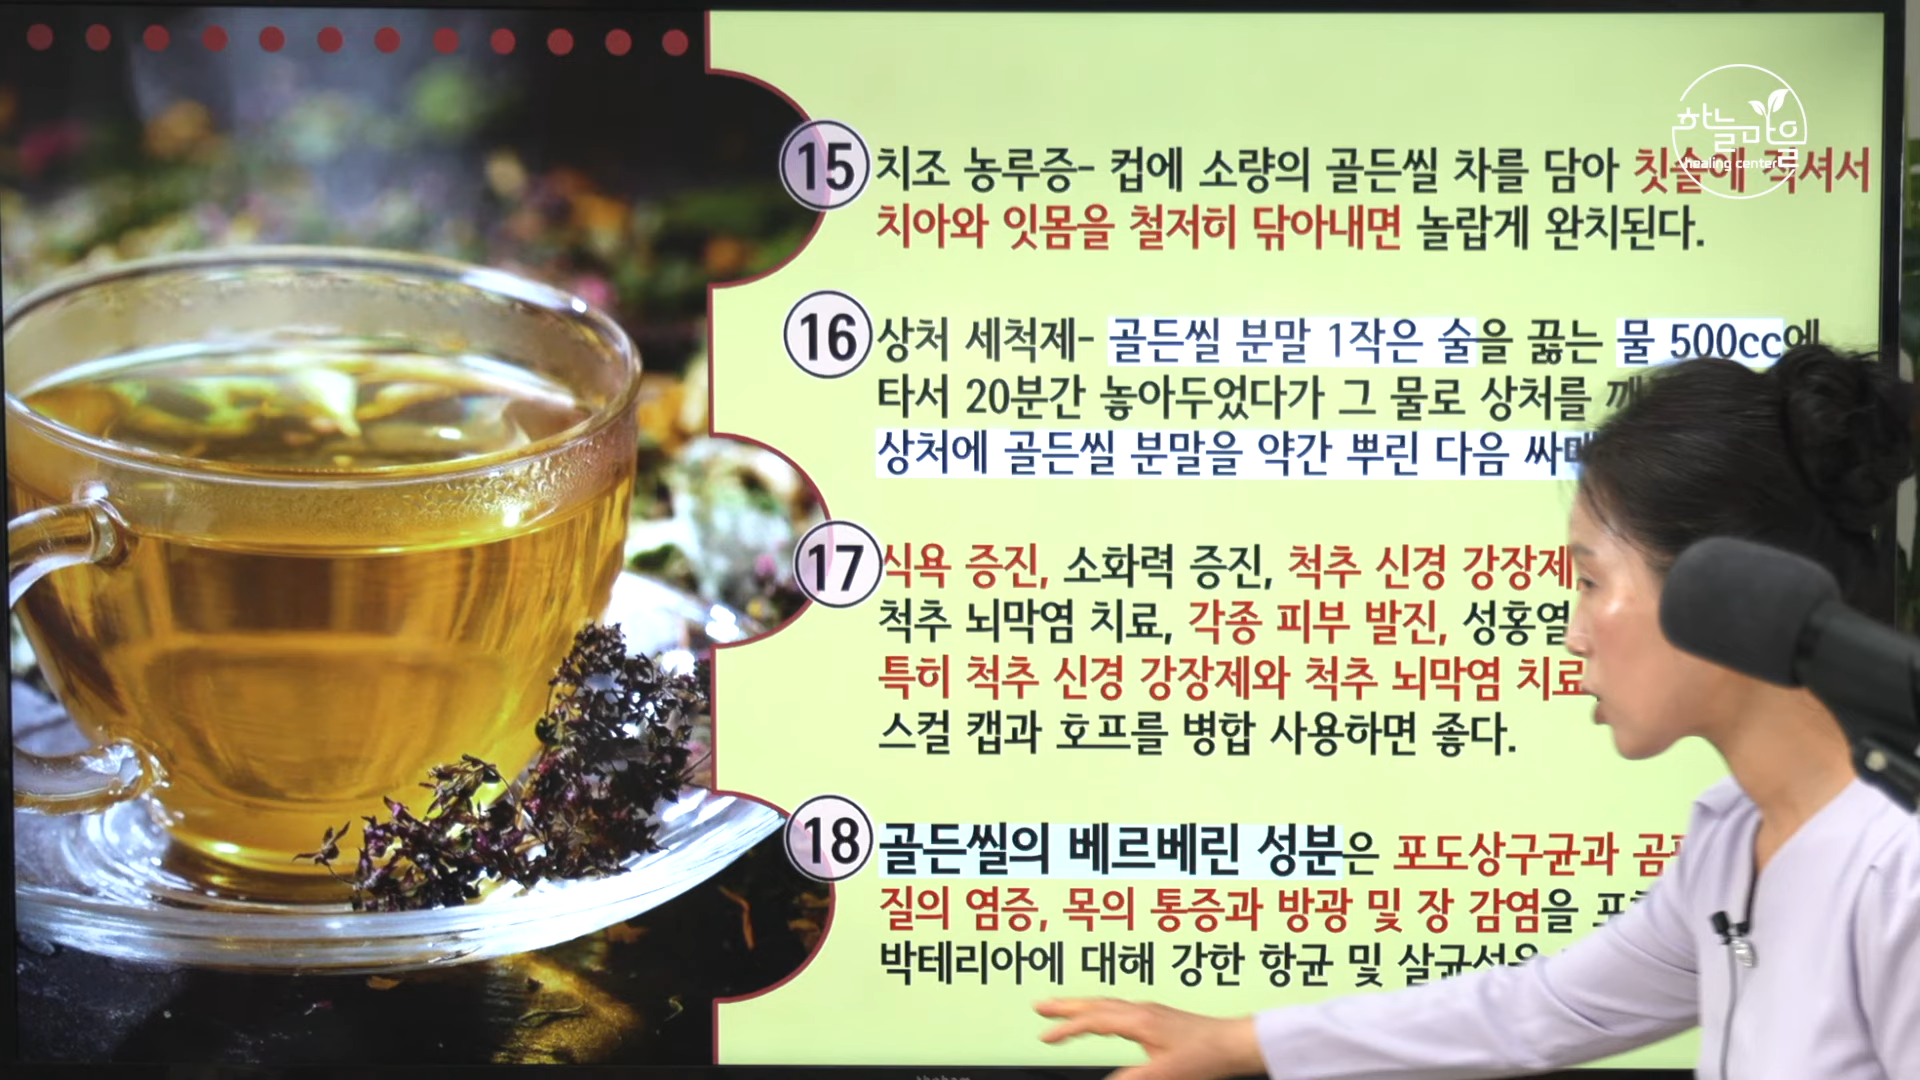 하늘마을
healing center
15 치조 농루증- 컵에 소량의 골든씰 차를 담아 칫솔에 적셔서
치아와 잇몸을 철저히 닦아내면 놀랍게 완치된다.
16 상처 세척제- 골든씰 분말 1작은 술을 끓는 물 500cc에
타서 20분간 놓아두었다가 그 물로 상처를
상처에 골든씰 분말을 약간 뿌린 다음
17 식욕 증진, 소화력 증진, 척추 신경 강장제,
척추 뇌막염 치료, 각종 피부 발진, 성홍열
특히 척추 신경 강장제와 척추 뇌막염 치료
스컬 캡과 호프를 병합 사용하면 좋다.
18 골든씰의 베르베린 성분은 포도상구균과
질의 염증, 목의 통증과 방광 및 장 감염을
박테리아에 대해 강한 항균 및 살균성을